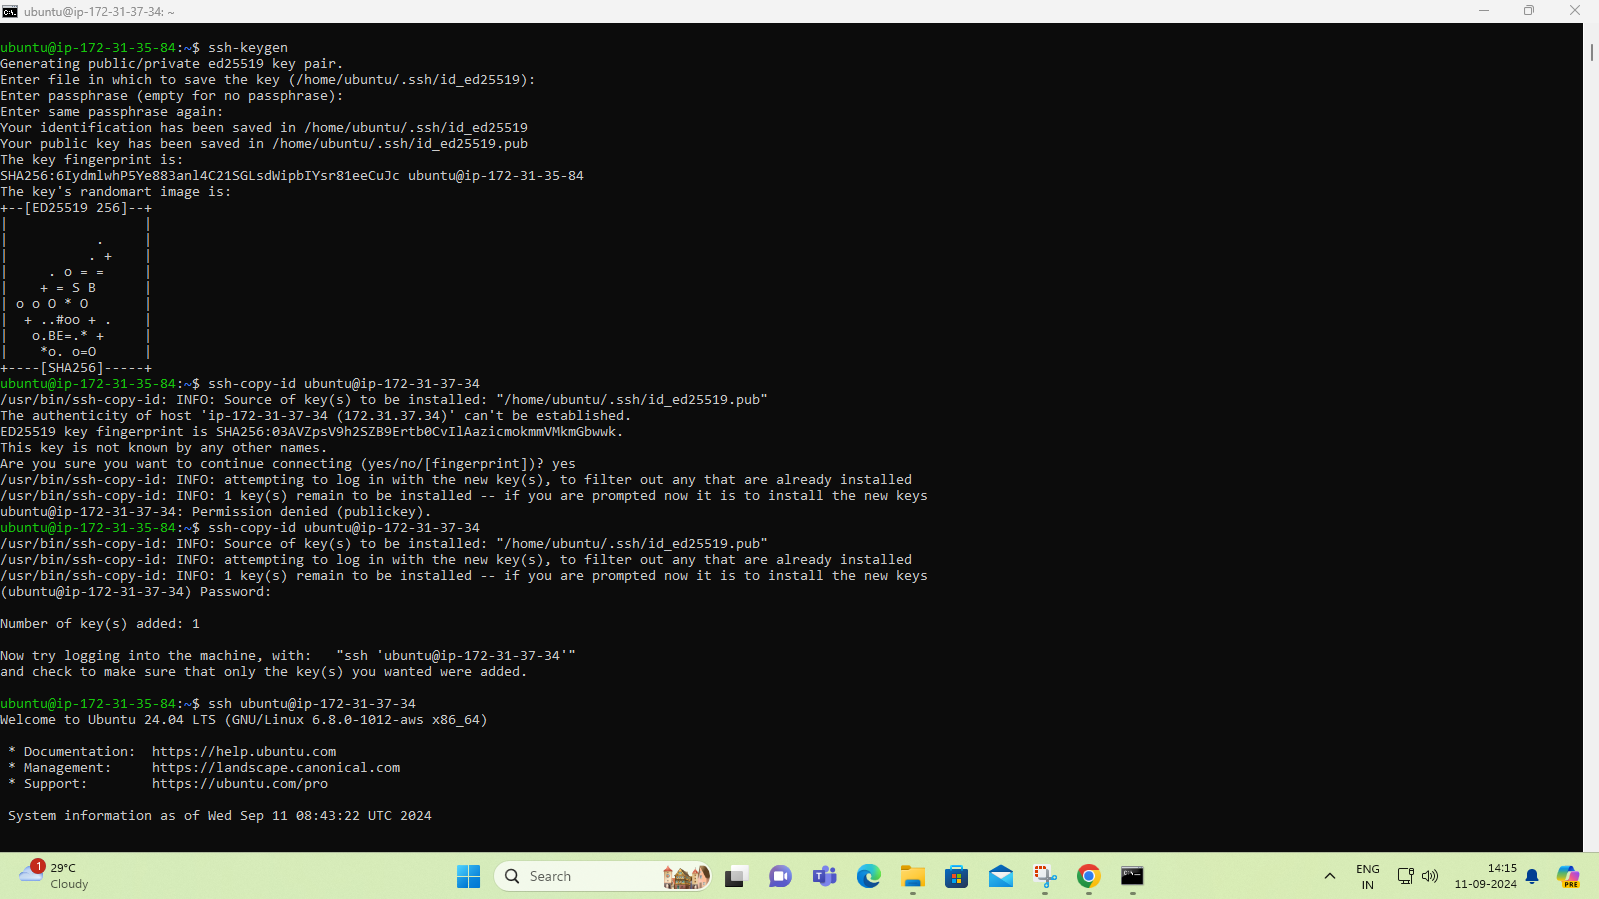 ubuntu@ip-172-31-37-34: ~
ubuntu@ip-172-31-35-84:~$ ssh-keygen
Generating public/private ed25519 key pair.
Enter file in which to save the key (/home/ubuntu/.ssh/id_ed25519):
Enter passphrase (empty for no passphrase):
Enter same passphrase again:
Your identification has been saved in /home/ubuntu/.ssh/id_ed25519
Your public key has been saved in /home/ubuntu/.ssh/id_ed25519.pub
The key fingerprint is:
SHA256:6IydmlwhP5Ye883anl4C21SGLsdWipbIYsr81eeCuJc ubuntu@ip-172-31-35-84
The key's randomart image is:
+--[ED25519 256]--+
|                 |
|           .     |
|          . +    |
|     . o = =     |
|    + = S B      |
| o o O * O       |
|  + ..#oo + .    |
|   o.BE=.* +     |
|    *o. o=O      |
+----[SHA256]-----+
ubuntu@ip-172-31-35-84:~$ ssh-copy-id ubuntu@ip-172-31-37-34
/usr/bin/ssh-copy-id: INFO: Source of key(s) to be installed: "/home/ubuntu/.ssh/id_ed25519.pub"
The authenticity of host 'ip-172-31-37-34 (172.31.37.34)' can't be established.
ED25519 key fingerprint is SHA256:03AVZpsV9h2SZB9Ertb0CvIlAazicmokmmVMkmGbwwk.
This key is not known by any other names.
Are you sure you want to continue connecting (yes/no/[fingerprint])? yes
/usr/bin/ssh-copy-id: INFO: attempting to log in with the new key(s), to filter out any that are already installed
/usr/bin/ssh-copy-id: INFO: 1 key(s) remain to be installed -- if you are prompted now it is to install the new keys
ubuntu@ip-172-31-37-34: Permission denied (publickey).
ubuntu@ip-172-31-35-84:~$ ssh-copy-id ubuntu@ip-172-31-37-34
/usr/bin/ssh-copy-id: INFO: Source of key(s) to be installed: "/home/ubuntu/.ssh/id_ed25519.pub"
/usr/bin/ssh-copy-id: INFO: attempting to log in with the new key(s), to filter out any that are already installed
/usr/bin/ssh-copy-id: INFO: 1 key(s) remain to be installed -- if you are prompted now it is to install the new keys
(ubuntu@ip-172-31-37-34) Password:
Number of key(s) added: 1
Now try logging into the machine, with:   "ssh 'ubuntu@ip-172-31-37-34'"
and check to make sure that only the key(s) you wanted were added.
ubuntu@ip-172-31-35-84:~$ ssh ubuntu@ip-172-31-37-34
Welcome to Ubuntu 24.04 LTS (GNU/Linux 6.8.0-1012-aws x86_64)
 * Documentation:  https://help.ubuntu.com
 * Management:     https://landscape.canonical.com
 * Support:        https://ubuntu.com/pro
 System information as of Wed Sep 11 08:43:22 UTC 2024
1
29°C
Cloudy
Search
ENG
IN
14:15
11-09-2024
PRE